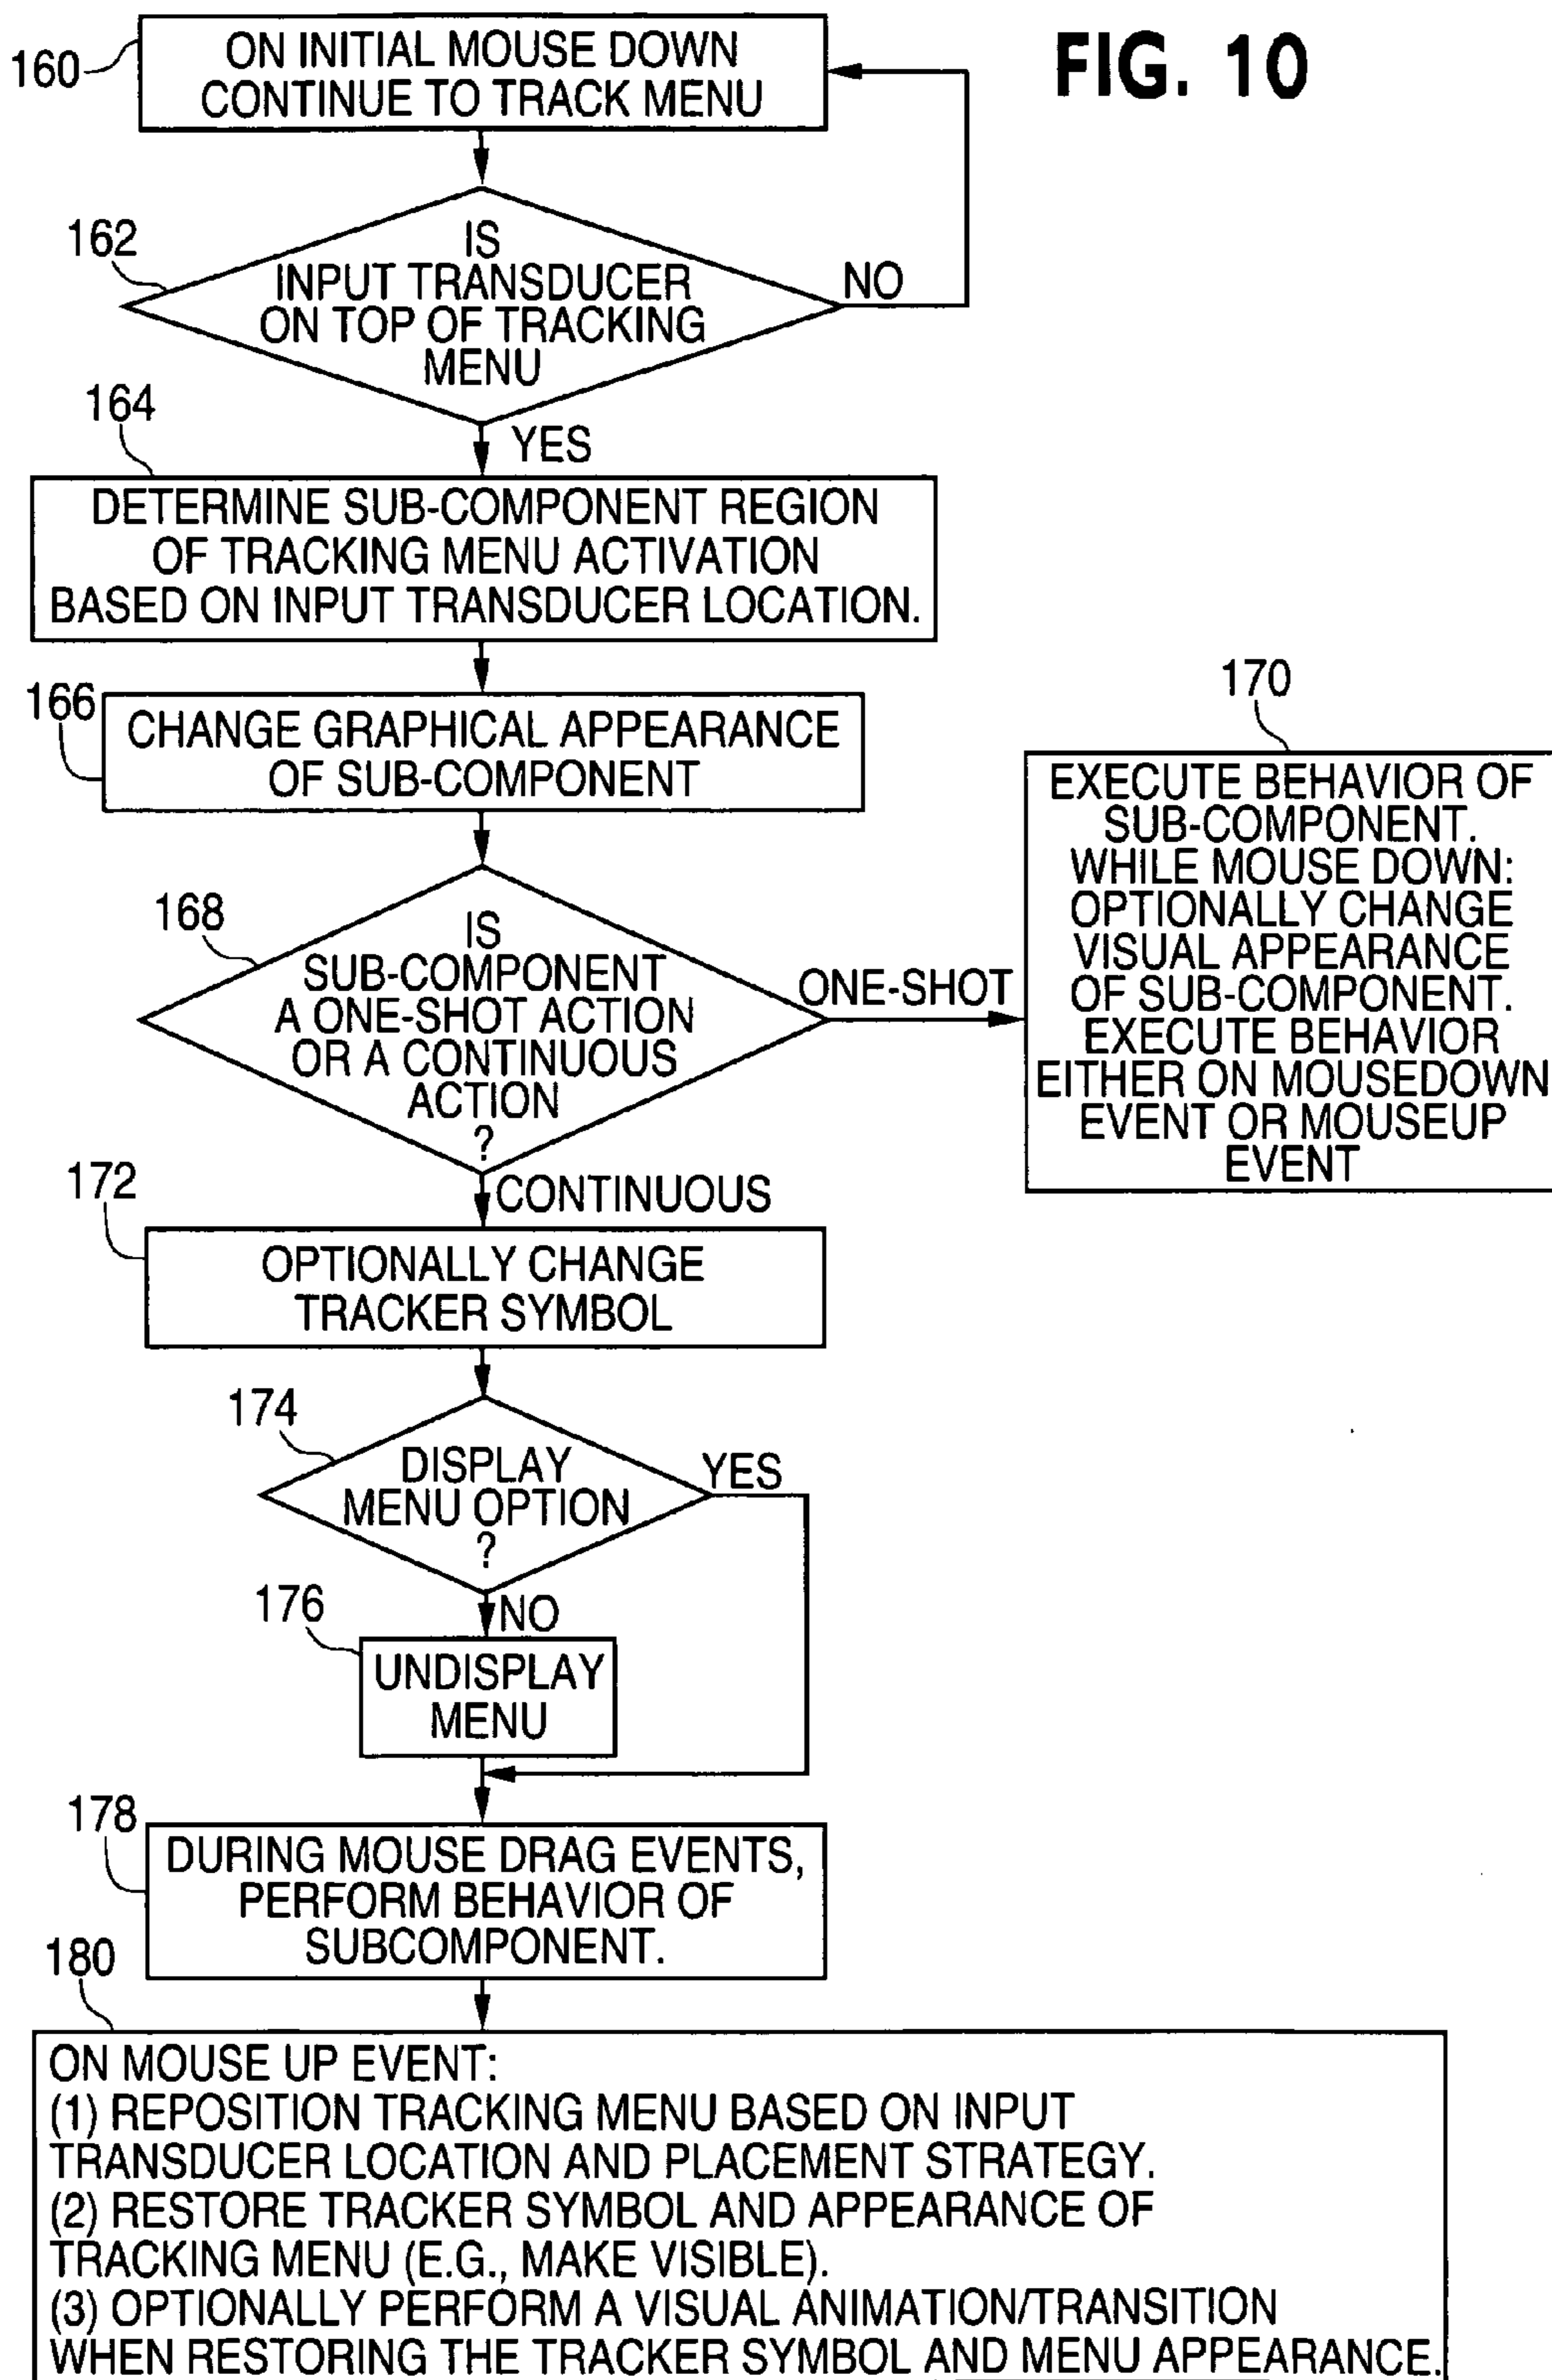 FIG. 10
160
ON INITIAL MOUSE DOWN
CONTINUE TO TRACK MENU
162
IS
INPUT TRANSDUCER
ON TOP OF TRACKING
MENU
NO
YES
164
DETERMINE SUB-COMPONENT REGION
OF TRACKING MENU ACTIVATION
BASED ON INPUT TRANSDUCER LOCATION.
166
CHANGE GRAPHICAL APPEARANCE
OF SUB-COMPONENT
168
IS
SUB-COMPONENT
A ONE-SHOT ACTION
OR A CONTINUOUS
ACTION
?
ONE-SHOT
170
EXECUTE BEHAVIOR OF
SUB-COMPONENT.
WHILE MOUSE DOWN:
OPTIONALLY CHANGE
VISUAL APPEARANCE
OF SUB-COMPONENT.
EXECUTE BEHAVIOR
EITHER ON MOUSEDOWN
EVENT OR MOUSEUP
EVENT
CONTINUOUS
172
OPTIONALLY CHANGE
TRACKER SYMBOL
174
DISPLAY
MENU OPTION
?
YES
NO
176
UNDISPLAY
MENU
178
DURING MOUSE DRAG EVENTS,
PERFORM BEHAVIOR OF
SUBCOMPONENT.
180
ON MOUSE UP EVENT:
(1) REPOSITION TRACKING MENU BASED ON INPUT
TRANSDUCER LOCATION AND PLACEMENT STRATEGY.
(2) RESTORE TRACKER SYMBOL AND APPEARANCE OF
TRACKING MENU (E.G., MAKE VISIBLE).
(3) OPTIONALLY PERFORM A VISUAL ANIMATION/TRANSITION
WHEN RESTORING THE TRACKER SYMBOL AND MENU APPEARANCE.